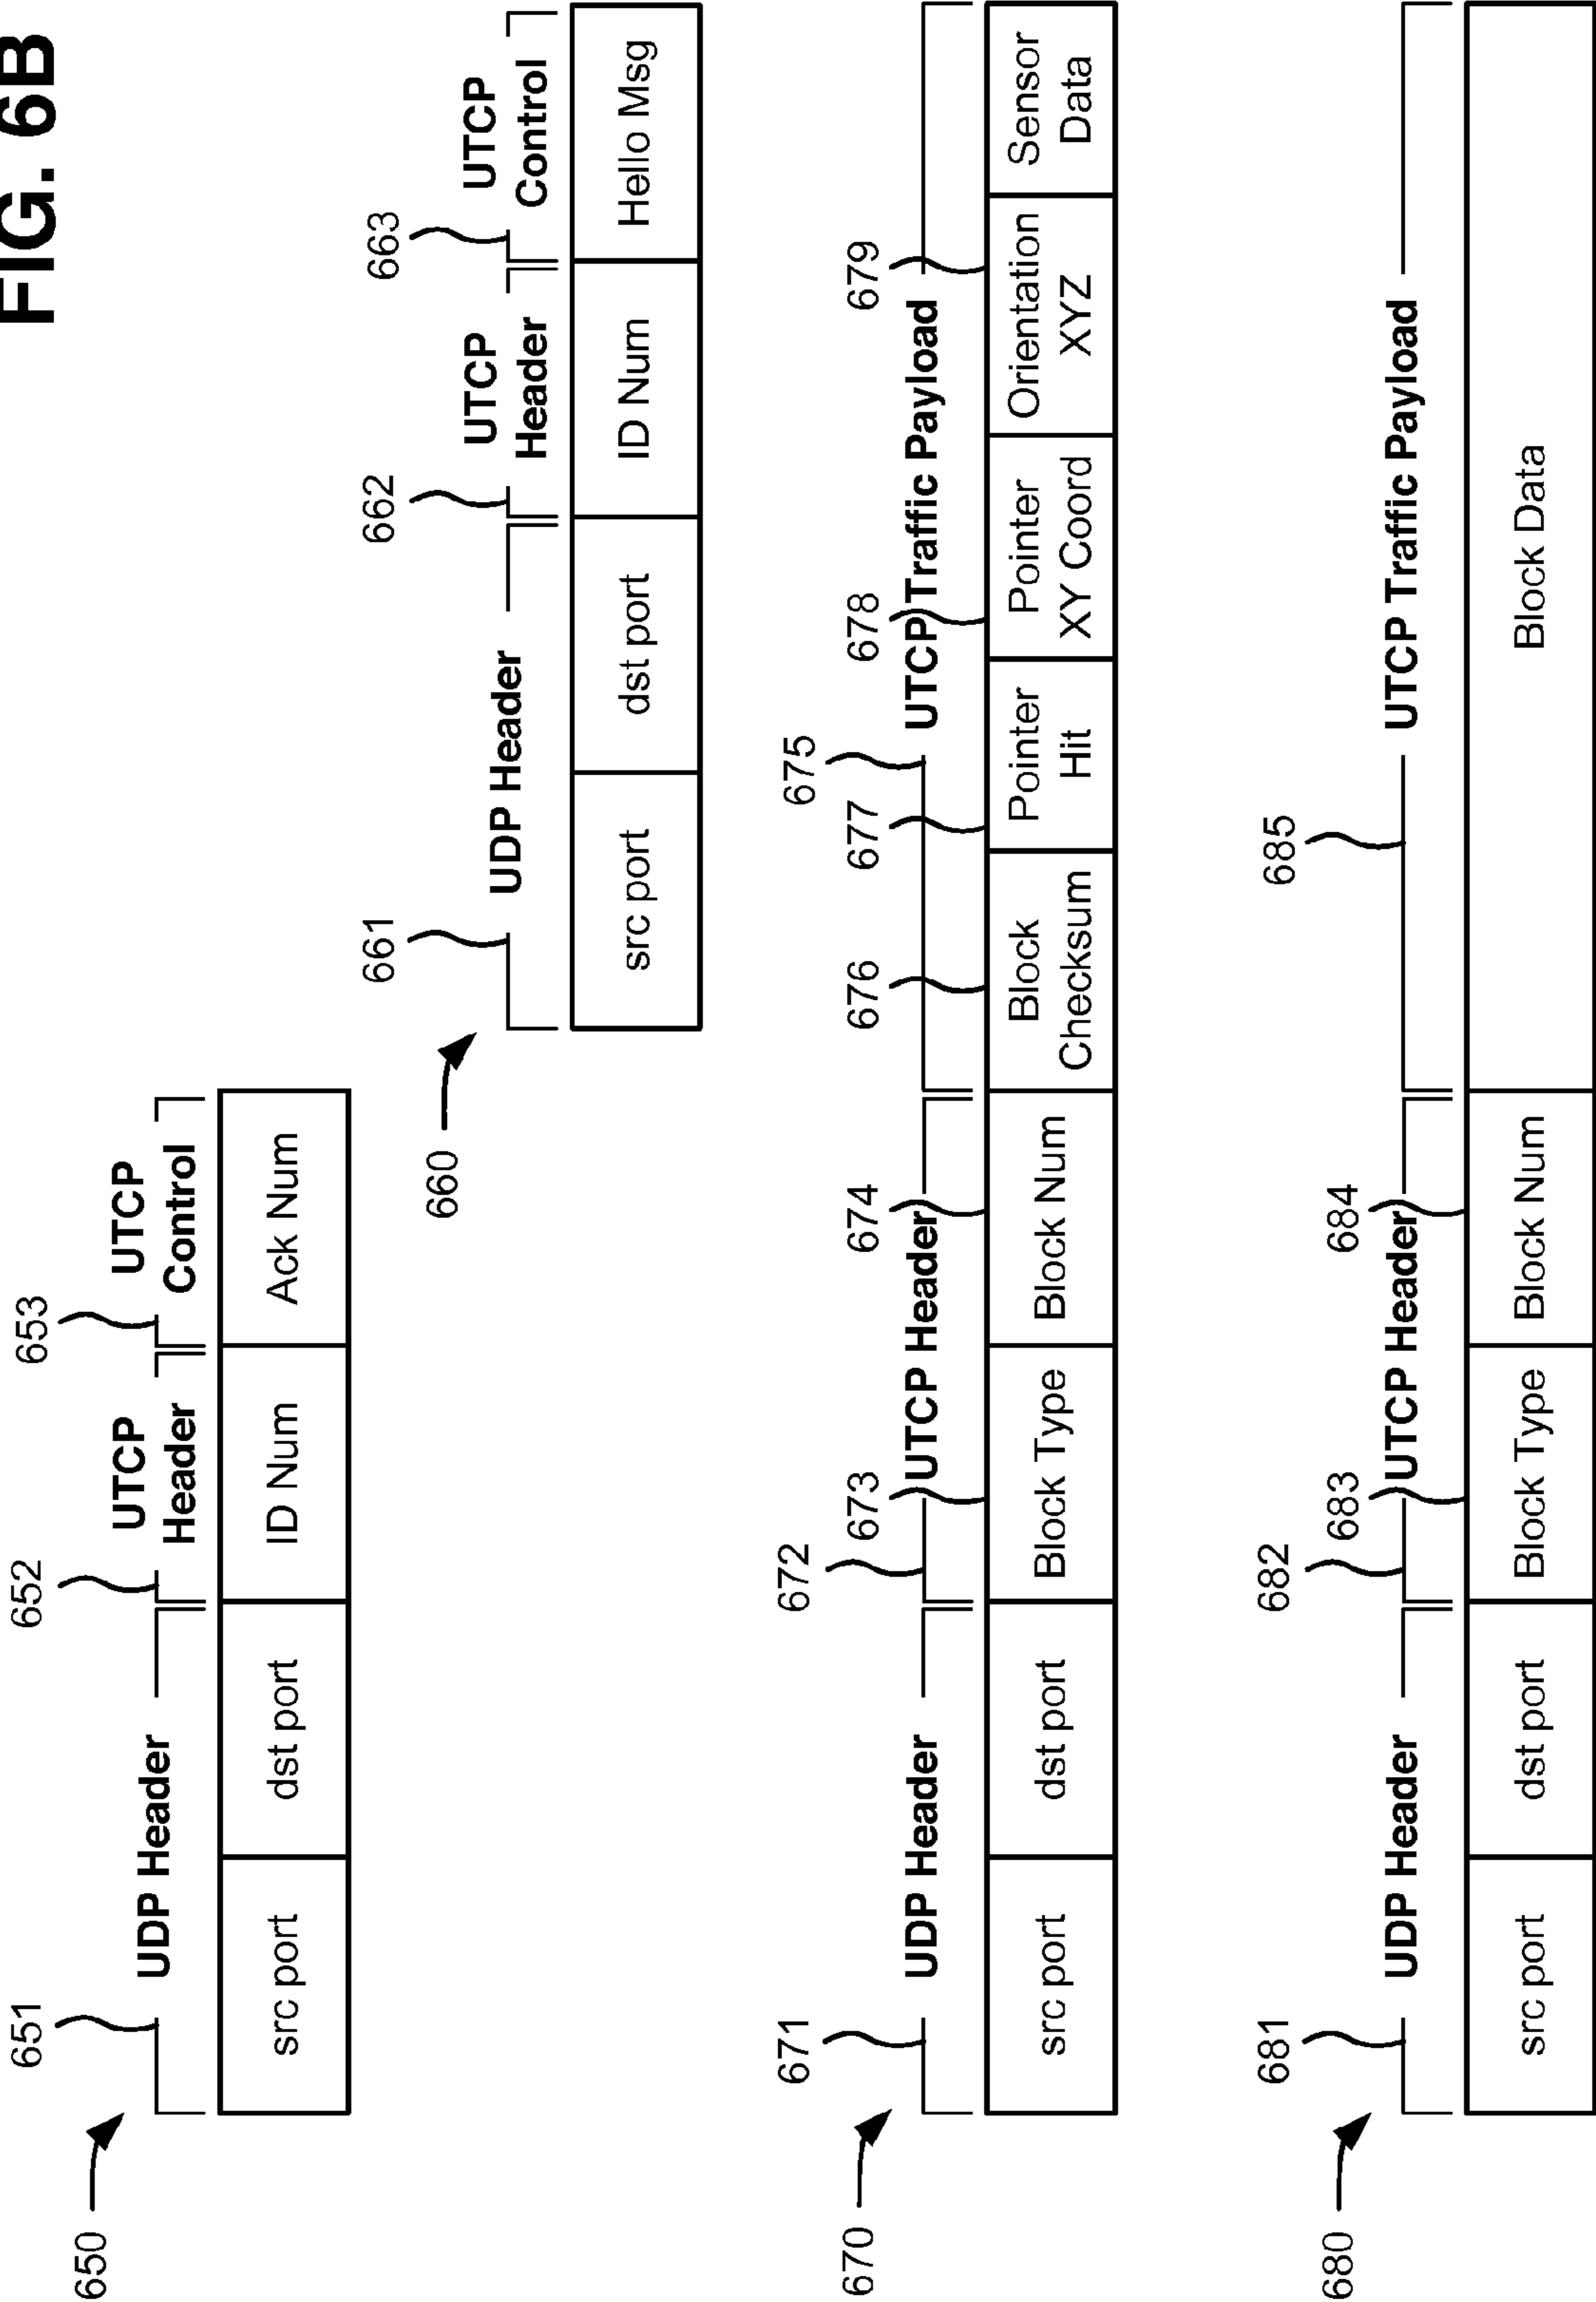 FIG. 6B
650
651
652
653
UDP Header
UTCP
Header
UTCP
Control
src port
dst port
ID Num
Ack Num
660
661
662
663
UDP Header
UTCP
Header
UTCP
Control
src port
dst port
ID Num
Hello Msg
670
671
672
673
674
675
676
677
678
679
UDP Header
UTCP Header
UTCP Traffic Payload
src port
dst port
Block Type
Block Num
Block
Checksum
Pointer
Hit
Pointer
XY Coord
Orientation
XYZ
Sensor
Data
680
681
682
683
684
685
UDP Header
UTCP Header
UTCP Traffic Payload
src port
dst port
Block Type
Block Num
Block Data